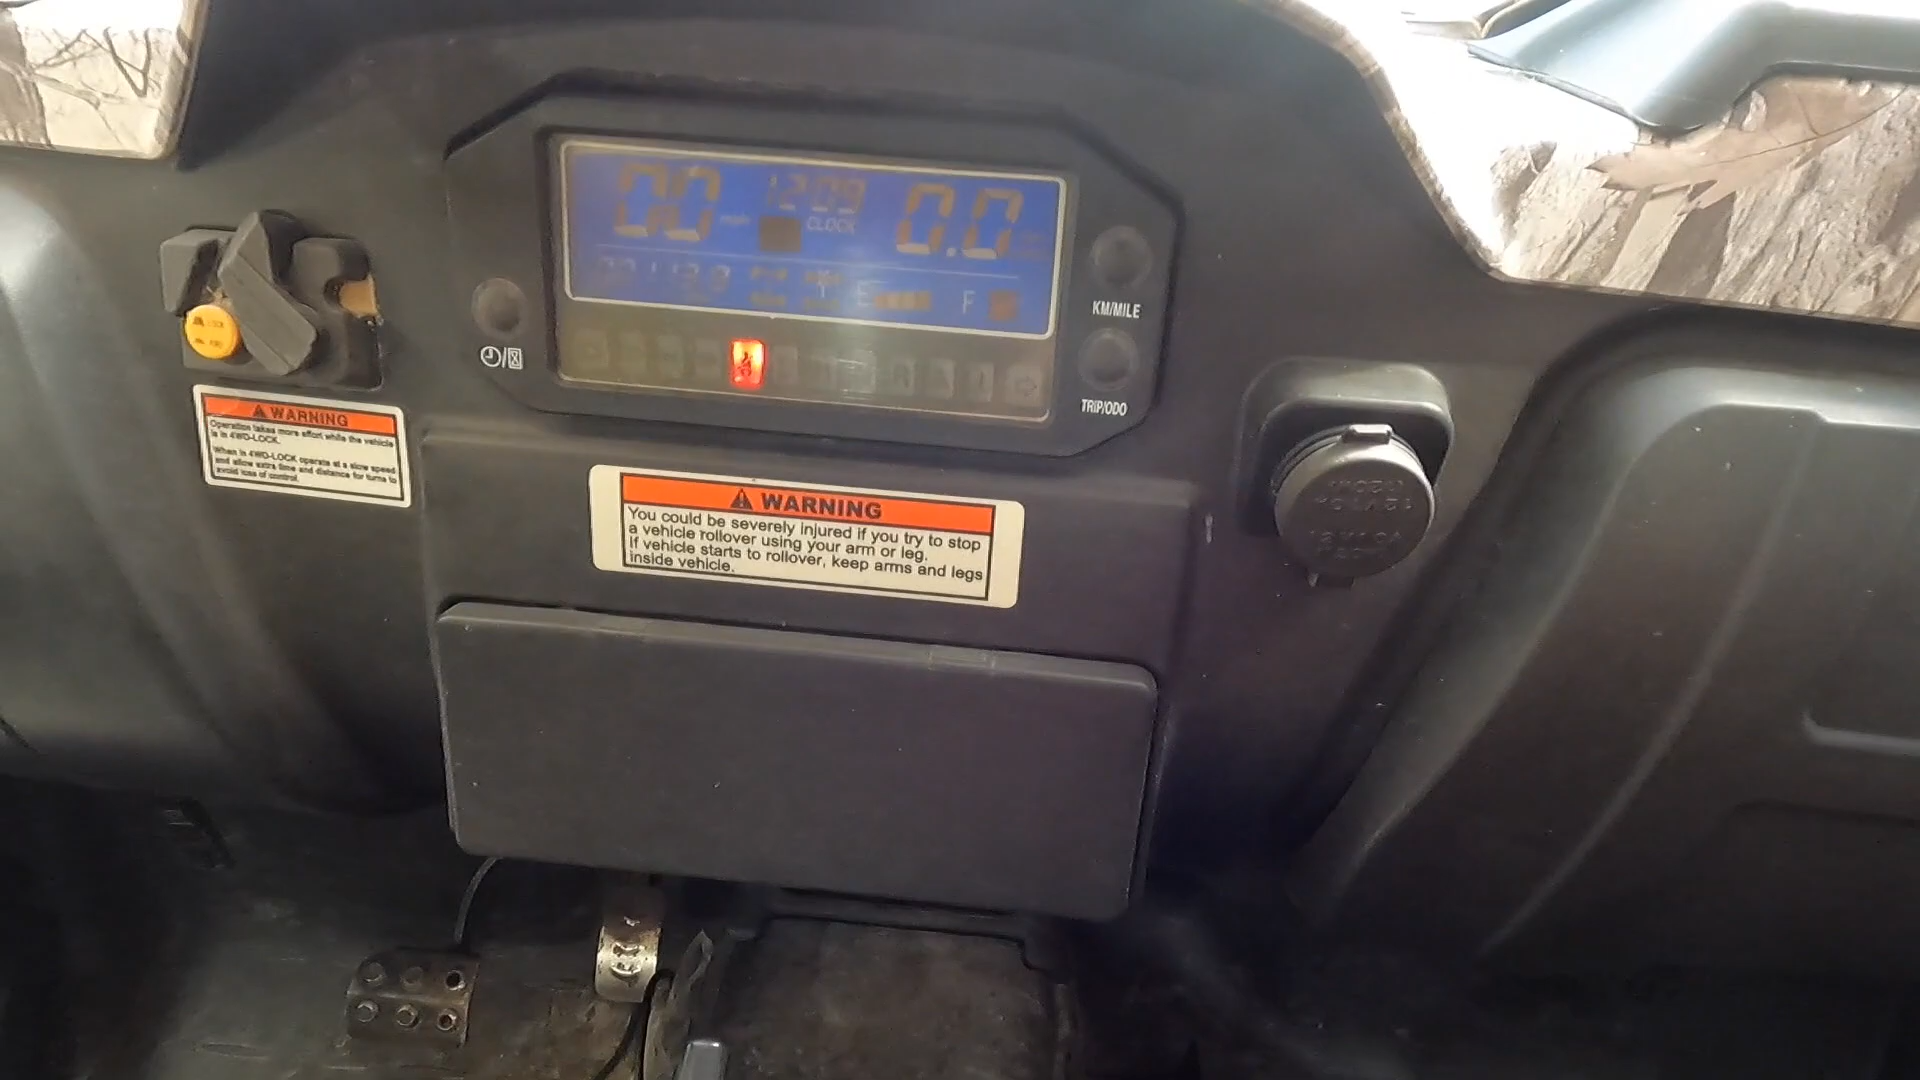 00 mph
12:09
CLOCK
0.0
E
F
KM/MILE
TRIP/ODO
LOCK
WARNING
Operation takes more effort while the vehicle
is in 4WD-LOCK.
When in 4WD-LOCK operate at a slow speed
and allow extra time and distance for turns to
avoid loss of control.
WARNING
You could be severely injured if you try to stop
a vehicle rollover using your arm or leg.
If vehicle starts to rollover, keep arms and legs
inside vehicle.